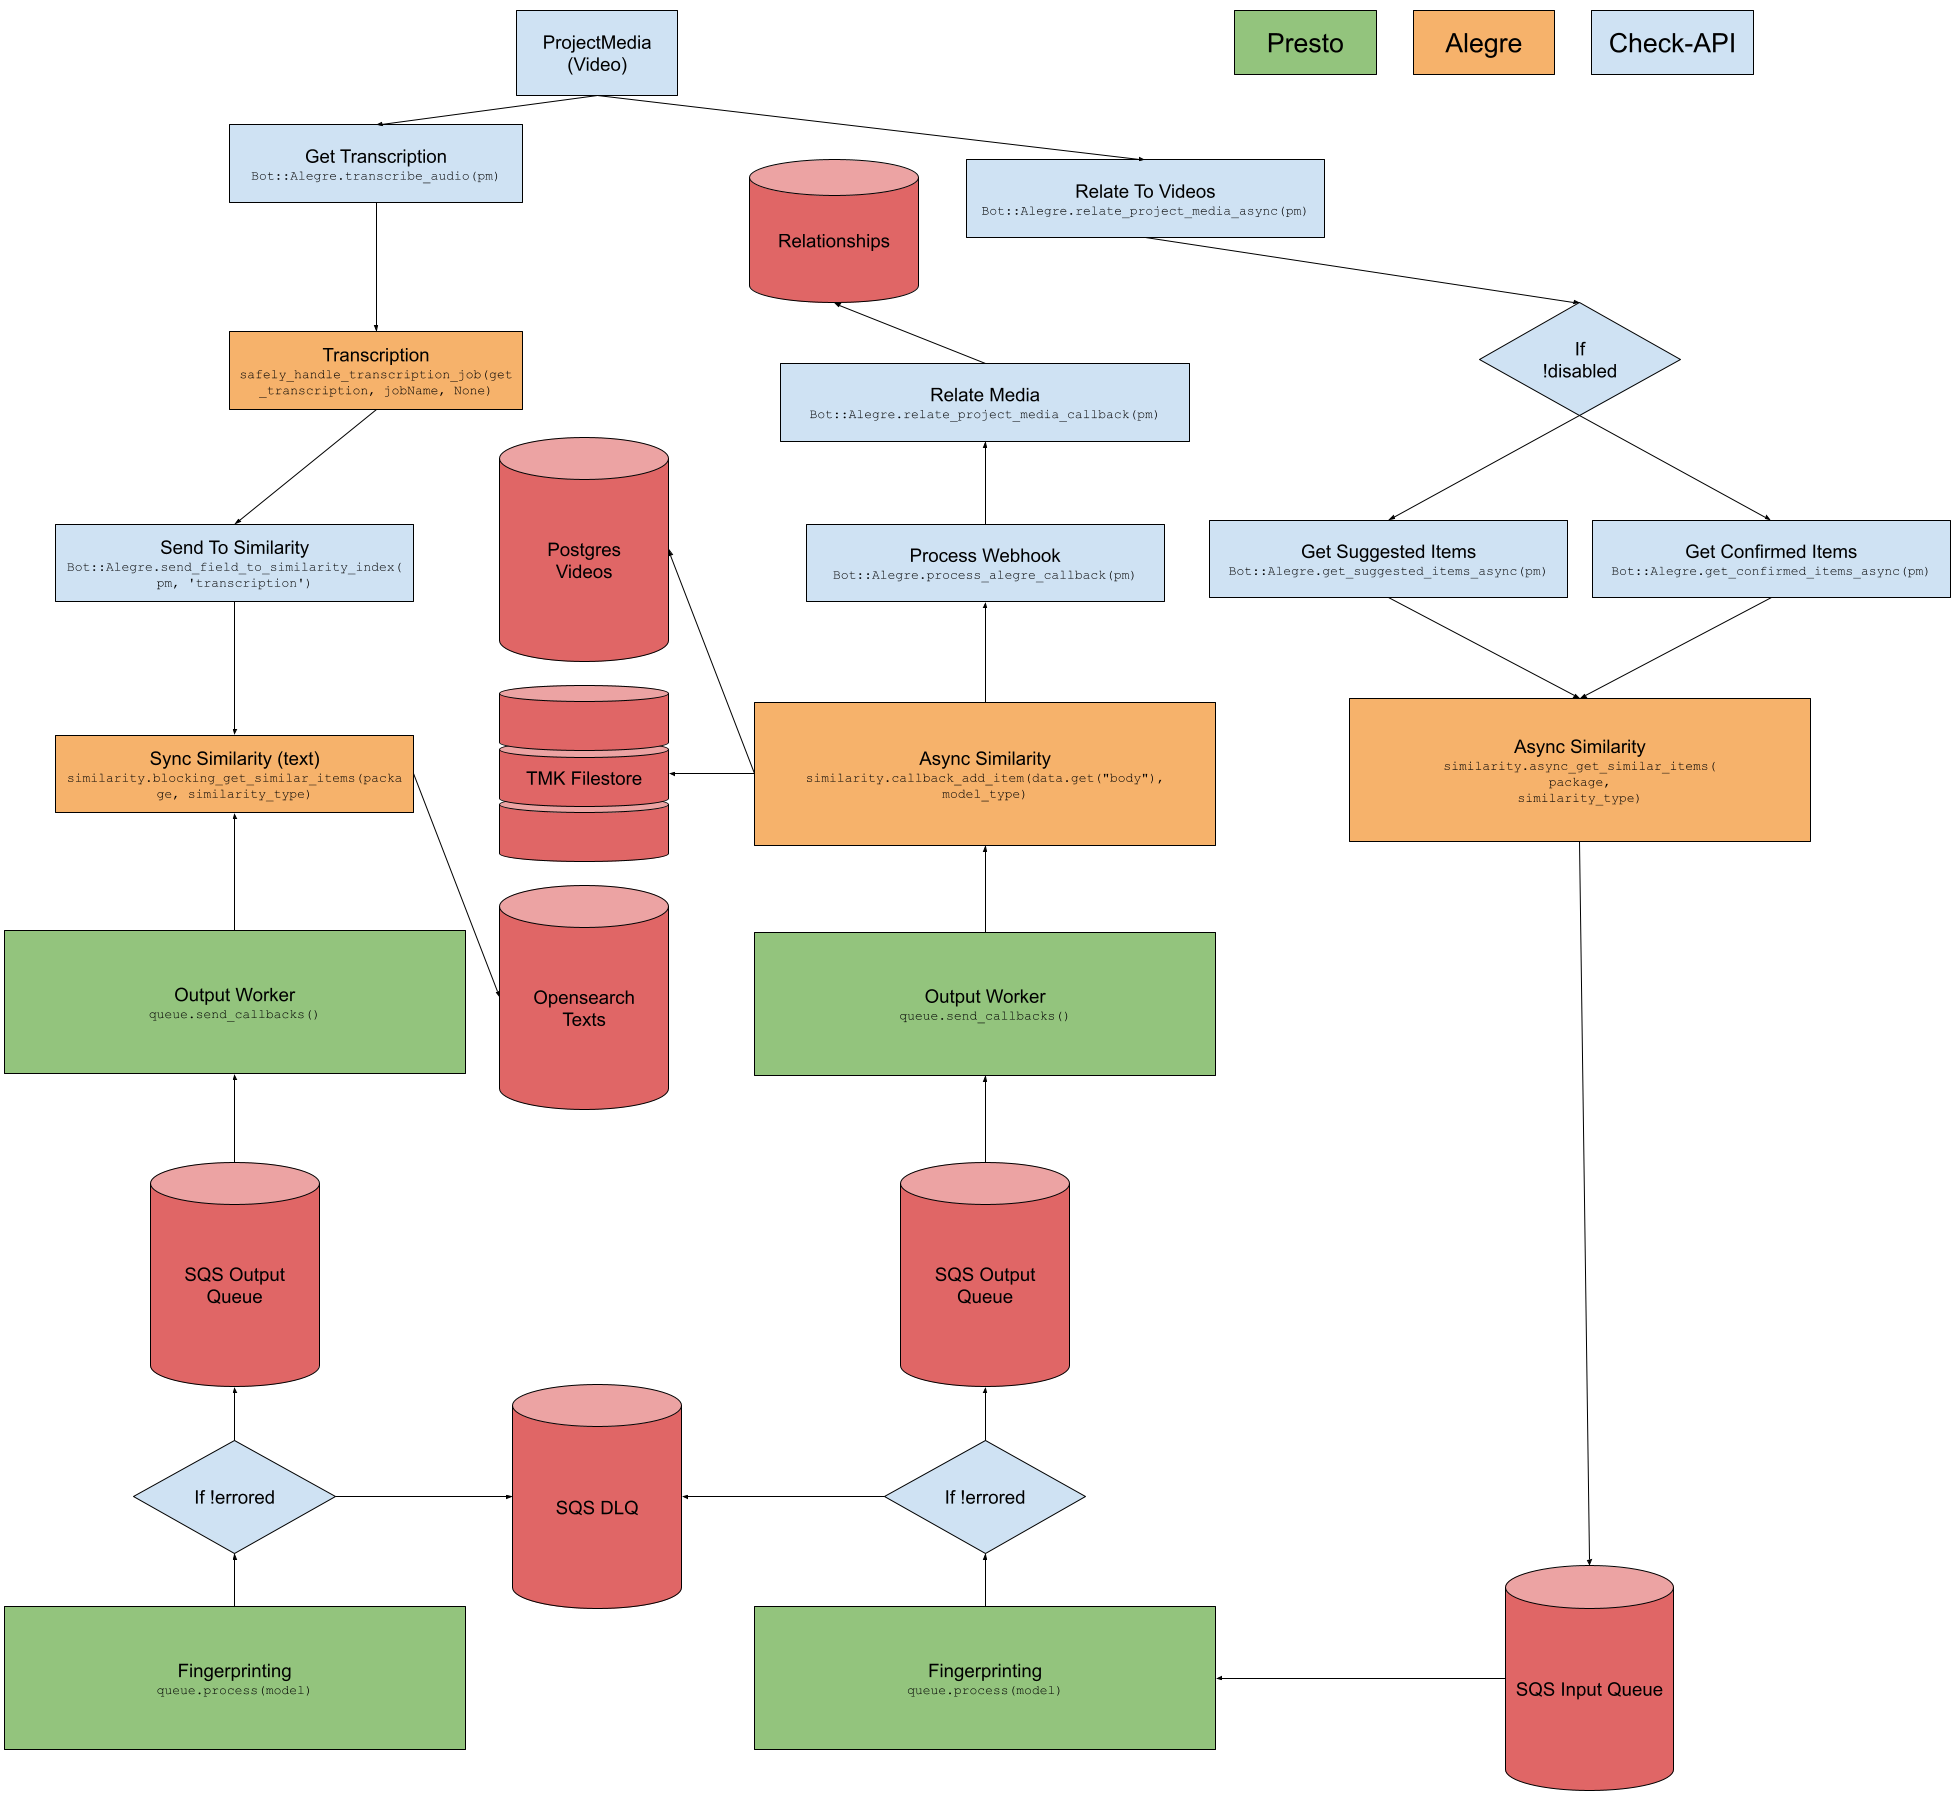 ProjectMedia
(Video)
Presto
Alegre
Check-API
Get Transcription
Bot::Alegre.transcribe_audio(pm)
Relate To Videos
Bot::Alegre.relate_project_media_async(pm)
Relationships
If
!disabled
Transcription
safely_handle_transcription_job(get
_transcription, jobName, None)
Relate Media
Bot::Alegre.relate_project_media_callback(pm)
Send To Similarity
Bot::Alegre.send_field_to_similarity_index(
pm, 'transcription')
Postgres
Videos
Process Webhook
Bot::Alegre.process_alegre_callback(pm)
Get Suggested Items
Bot::Alegre.get_suggested_items_async(pm)
Get Confirmed Items
Bot::Alegre.get_confirmed_items_async(pm)
Sync Similarity (text)
similarity.blocking_get_similar_items(packa
ge, similarity_type)
TMK Filestore
Async Similarity
similarity.callback_add_item(data.get("body"),
model_type)
Async Similarity
similarity.async_get_similar_items(
package,
similarity_type)
Output Worker
queue.send_callbacks()
Opensearch
Texts
Output Worker
queue.send_callbacks()
SQS Output
Queue
SQS Output
Queue
If !errored
SQS DLQ
If !errored
Fingerprinting
queue.process(model)
Fingerprinting
queue.process(model)
SQS Input Queue